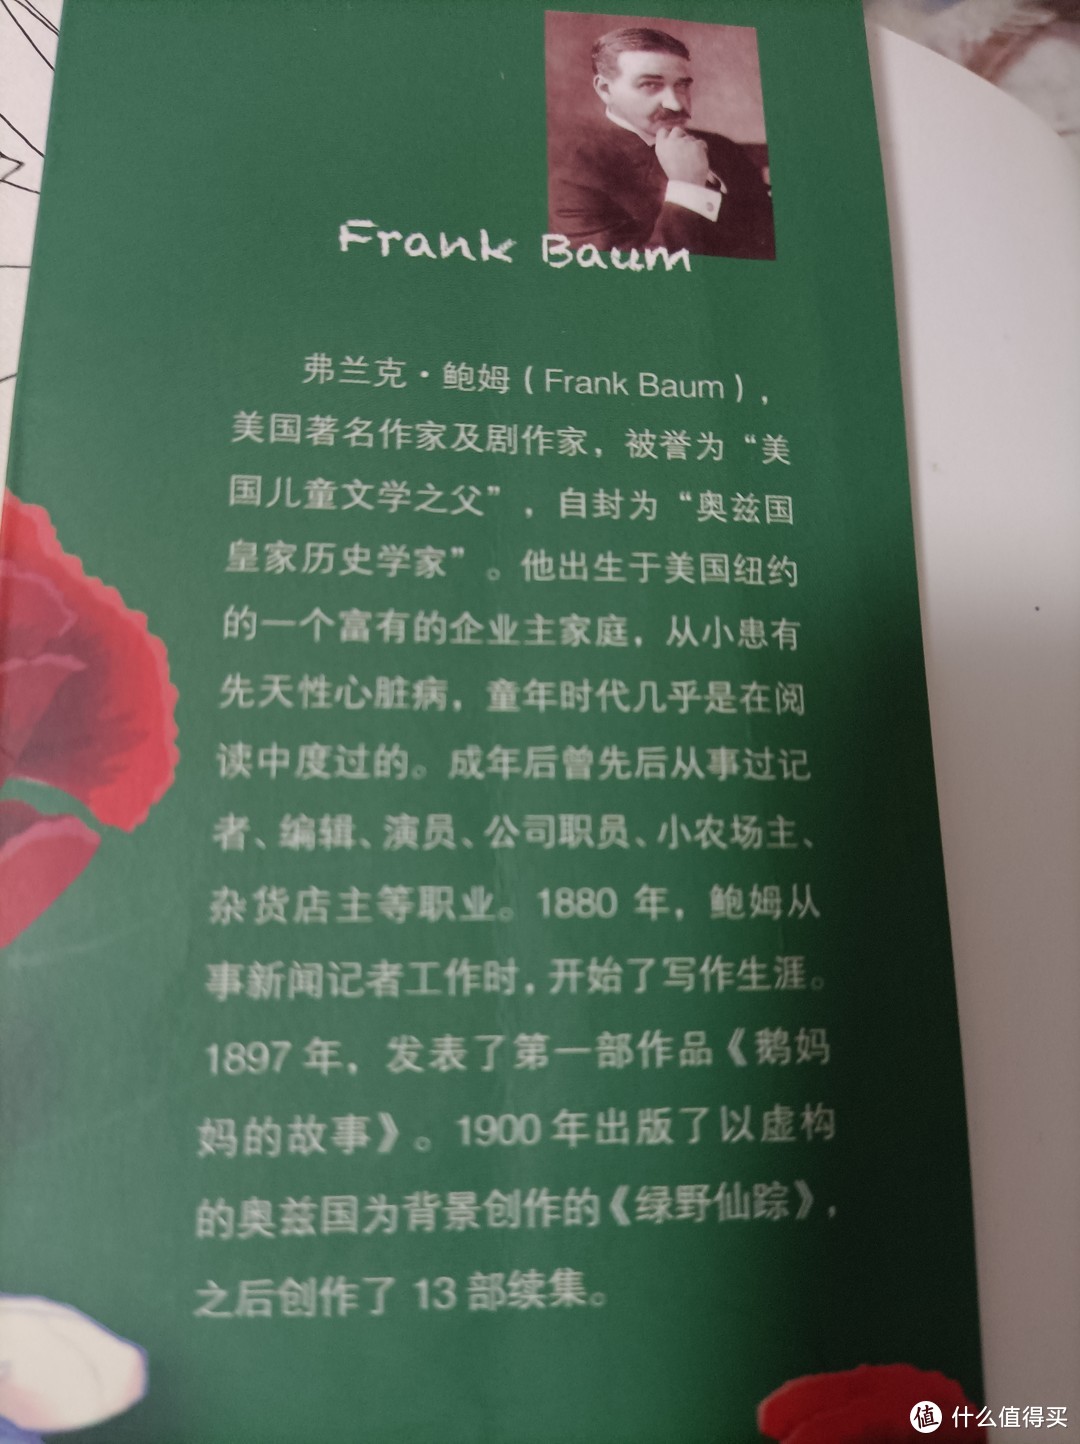 Frank Baum
弗兰克·鲍姆（Frank Baum），
美国著名作家及剧作家，被誉为“美
国儿童文学之父”，自封为“奥兹国
皇家历史学家”。他出生于美国纽约
的一个富有的企业主家庭，从小患有
先天性心脏病，童年时代几乎是在阅
读中度过的。成年后曾先后从事过记
者、编辑、演员、公司职员、小农场主、
杂货店主等职业。1880 年，鲍姆从
事新闻记者工作时，开始了写作生涯。
1897 年，发表了第一部作品《鹅妈
妈的故事》。1900 年出版了以虚构
的奥兹国为背景创作的《绿野仙踪》，
之后创作了 13 部续集。
值 什么值得买